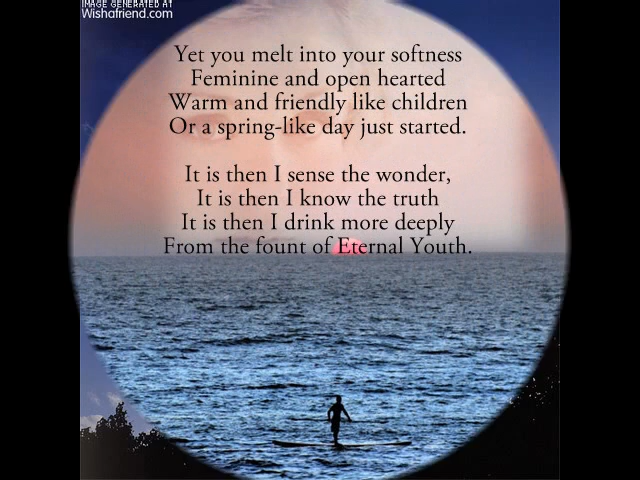 IMAGE GENERATED AT
Wishafriend.com
Yet you melt into your softness
Feminine and open hearted
Warm and friendly like children
Or a spring-like day just started.
It is then I sense the wonder,
It is then I know the truth
It is then I drink more deeply
From the fount of Eternal Youth.